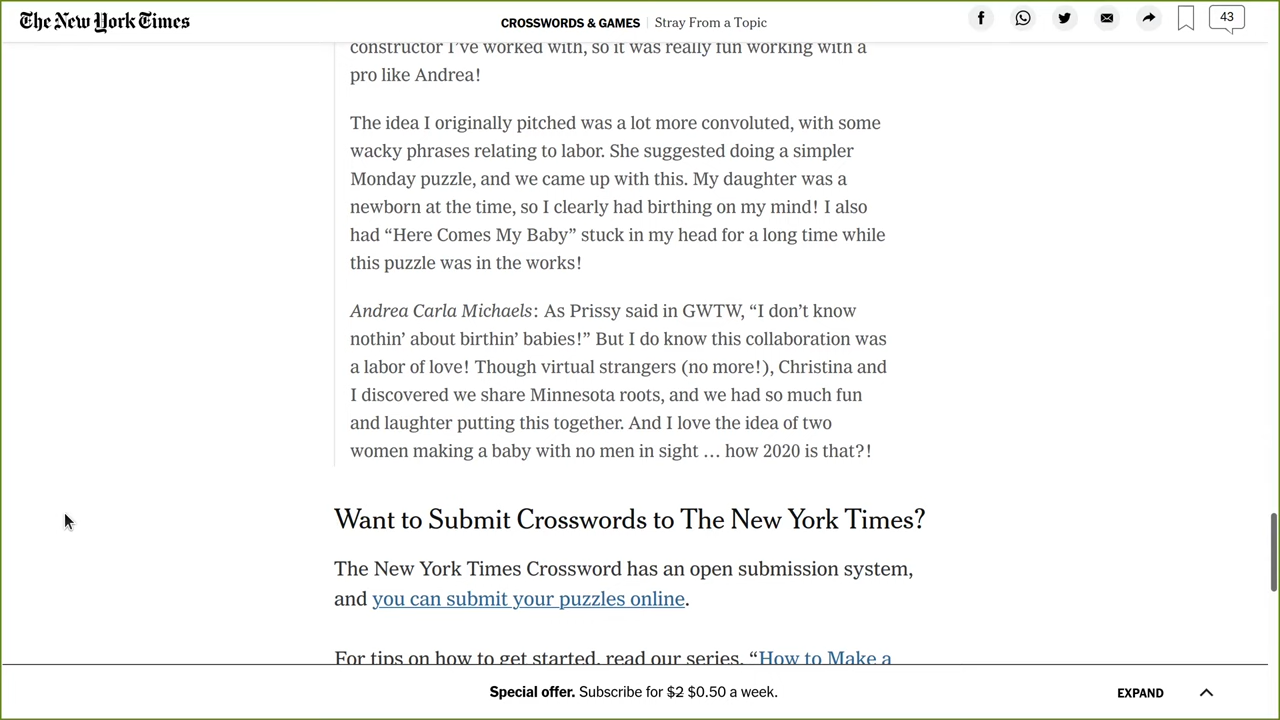 The New York Times
CROSSWORDS & GAMES | Stray From a Topic
43
constructor I’ve worked with, so it was really fun working with a
pro like Andrea!
The idea I originally pitched was a lot more convoluted, with some
wacky phrases relating to labor. She suggested doing a simpler
Monday puzzle, and we came up with this. My daughter was a
newborn at the time, so I clearly had birthing on my mind! I also
had “Here Comes My Baby” stuck in my head for a long time while
this puzzle was in the works!
Andrea Carla Michaels: As Prissy said in GWTW, “I don’t know
nothin’ about birthin’ babies!” But I do know this collaboration was
a labor of love! Though virtual strangers (no more!), Christina and
I discovered we share Minnesota roots, and we had so much fun
and laughter putting this together. And I love the idea of two
women making a baby with no men in sight … how 2020 is that?!
Want to Submit Crosswords to The New York Times?
The New York Times Crossword has an open submission system,
and you can submit your puzzles online.
For tips on how to get started, read our series, “How to Make a
Special offer. Subscribe for $2 $0.50 a week.
EXPAND